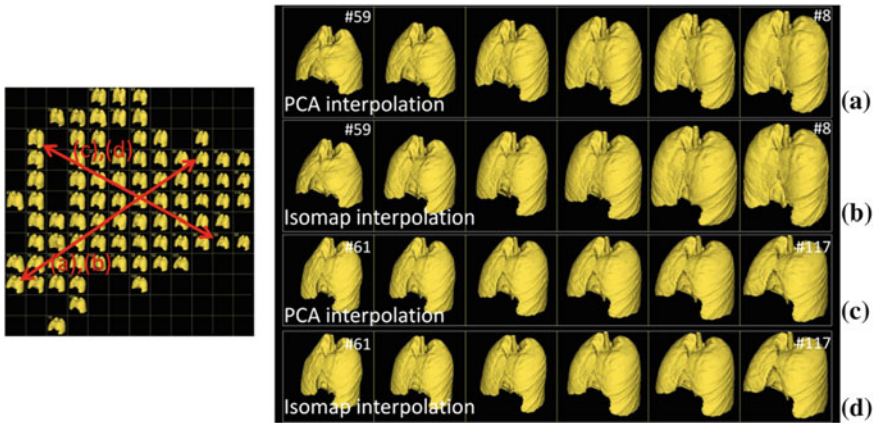 (c),(d)
(a),(b)
#59 #8
PCA interpolation
(a)
#59 #8
Isomap interpolation
(b)
#61 #117
PCA interpolation
(c)
#61 #117
Isomap interpolation
(d)